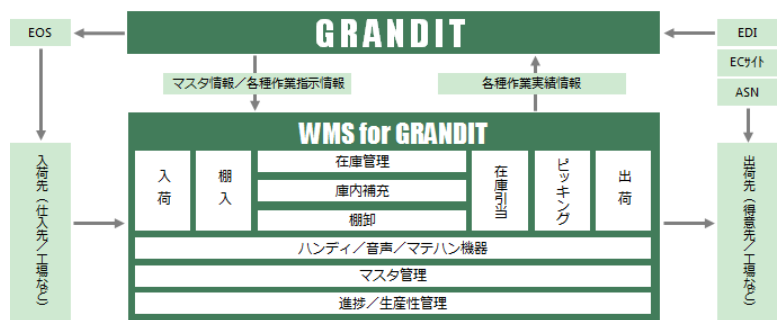 EOS
GRANDIT
EDI
ECサイト
ASN
マスタ情報／各種作業指示情報
各種作業実績情報
WMS for GRANDIT
入荷先（仕入先／工場など）
入荷
棚入
在庫管理
庫内補充
棚卸
在庫引当
ピッキング
出荷
出荷先（得意先／工場など）
ハンディ／音声／マテハン機器
マスタ管理
進捗／生産性管理